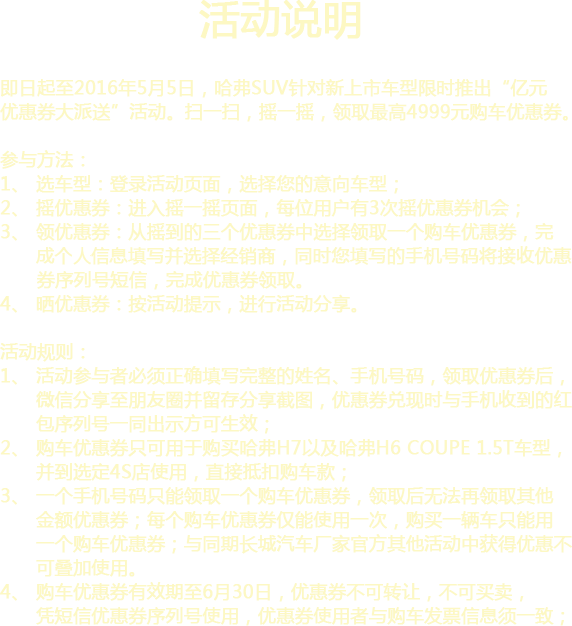 活动说明
即日起至2016年5月5日，哈弗SUV针对新上市车型限时推出“亿元
优惠券大派送”活动。扫一扫，摇一摇，领取最高4999元购车优惠券。
参与方法：
1、 选车型：登录活动页面，选择您的意向车型；
2、 摇优惠券：进入摇一摇页面，每位用户有3次摇优惠券机会；
3、 领优惠券：从摇到的三个优惠券中选择领取一个购车优惠券，完
成个人信息填写并选择经销商，同时您填写的手机号码将接收优惠
券序列号短信，完成优惠券领取。
4、 晒优惠券：按活动提示，进行活动分享。
活动规则：
1、 活动参与者必须正确填写完整的姓名、手机号码，领取优惠券后，
微信分享至朋友圈并留存分享截图，优惠券兑现时与手机收到的红
包序列号一同出示方可生效；
2、 购车优惠券只可用于购买哈弗H7以及哈弗H6 COUPE 1.5T车型，
并到选定4S店使用，直接抵扣购车款；
3、 一个手机号码只能领取一个购车优惠券，领取后无法再领取其他
金额优惠券；每个购车优惠券仅能使用一次，购买一辆车只能用
一个购车优惠券；与同期长城汽车厂家官方其他活动中获得优惠不
可叠加使用。
4、 购车优惠券有效期至6月30日，优惠券不可转让，不可买卖，
凭短信优惠券序列号使用，优惠券使用者与购车发票信息须一致；